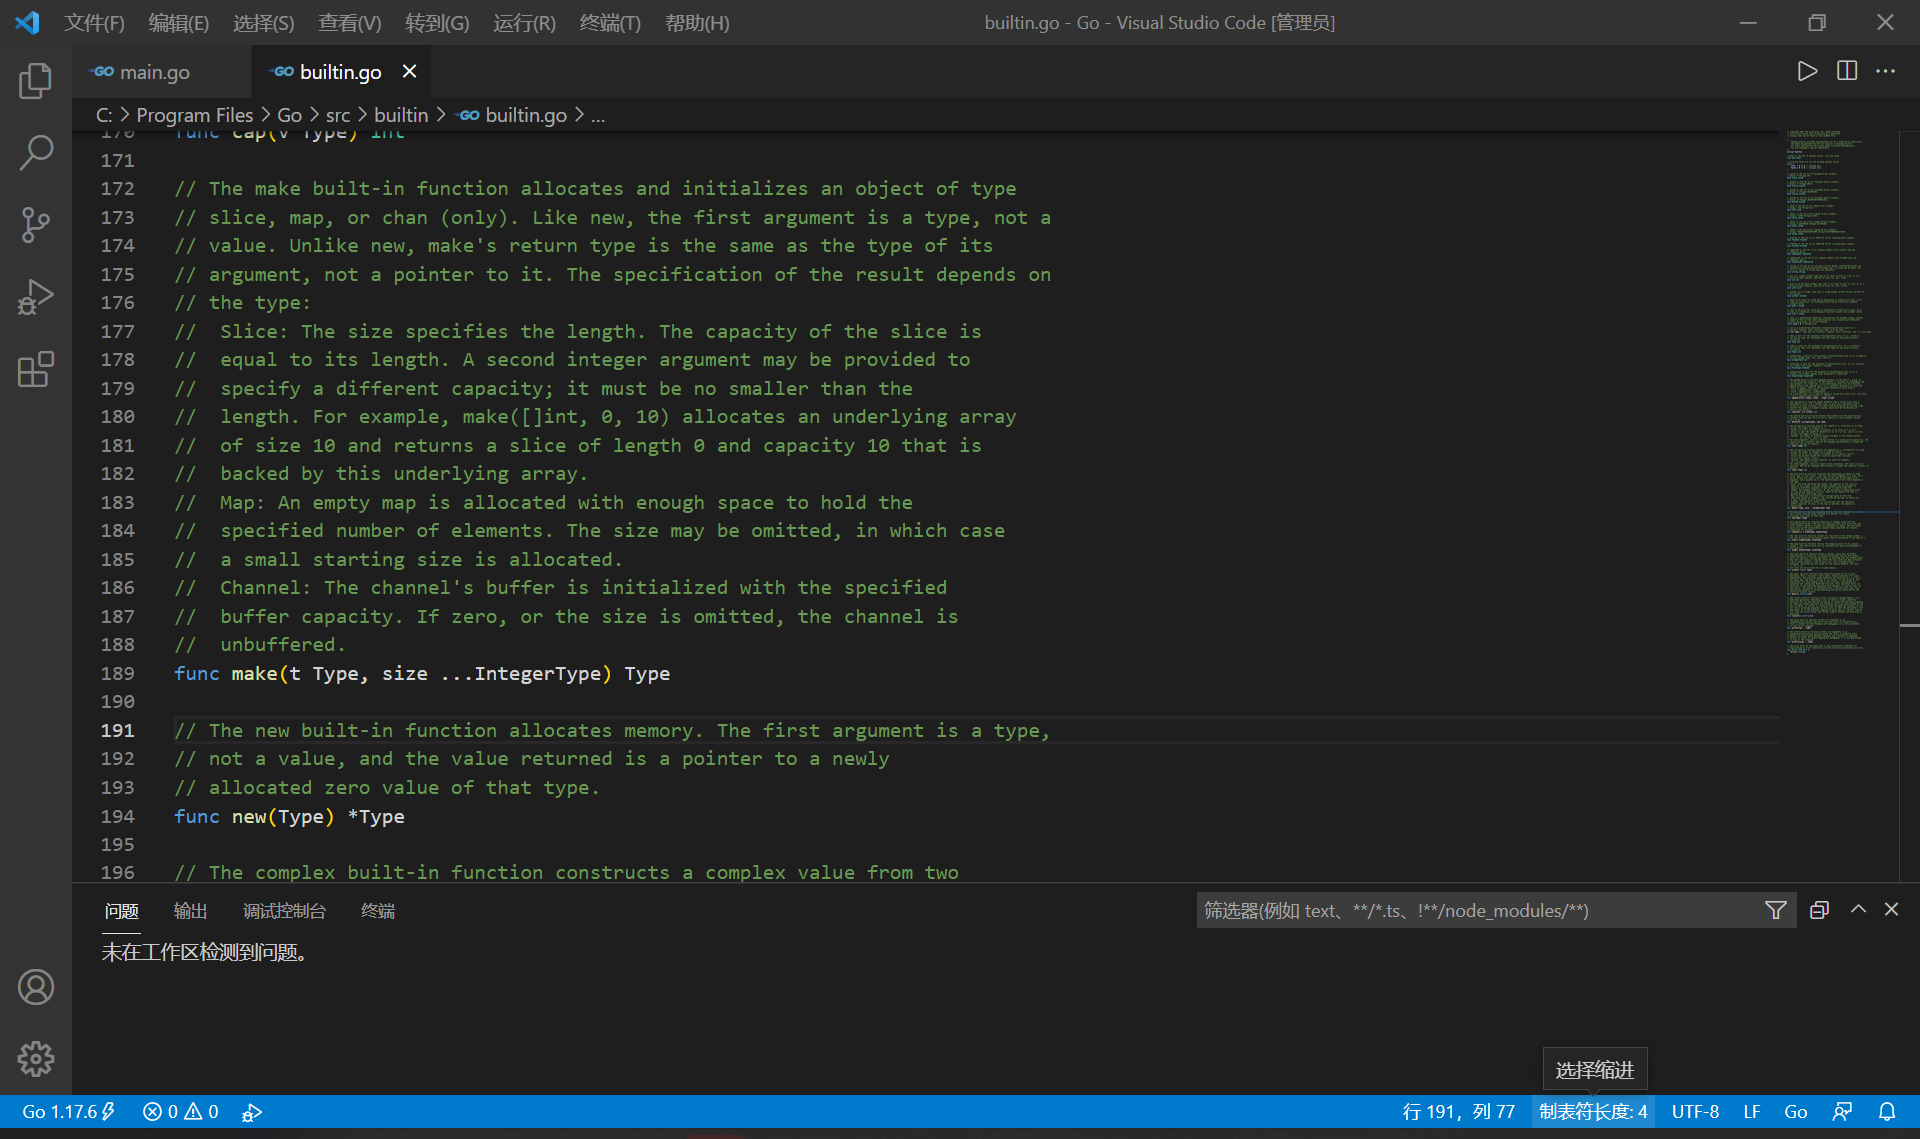 文件(F) 编辑(E) 选择(S) 查看(V) 转到(G) 运行(R) 终端(T) 帮助(H) builtin.go - Go - Visual Studio Code [管理员]
main.go builtin.go
C: > Program Files > Go > src > builtin > builtin.go > ...
170 func cap(v Type) int
171
172 // The make built-in function allocates and initializes an object of type
173 // slice, map, or chan (only). Like new, the first argument is a type, not a
174 // value. Unlike new, make's return type is the same as the type of its
175 // argument, not a pointer to it. The specification of the result depends on
176 // the type:
177 //  Slice: The size specifies the length. The capacity of the slice is
178 //  equal to its length. A second integer argument may be provided to
179 //  specify a different capacity; it must be no smaller than the
180 //  length. For example, make([]int, 0, 10) allocates an underlying array
181 //  of size 10 and returns a slice of length 0 and capacity 10 that is
182 //  backed by this underlying array.
183 //  Map: An empty map is allocated with enough space to hold the
184 //  specified number of elements. The size may be omitted, in which case
185 //  a small starting size is allocated.
186 //  Channel: The channel's buffer is initialized with the specified
187 //  buffer capacity. If zero, or the size is omitted, the channel is
188 //  unbuffered.
189 func make(t Type, size ...IntegerType) Type
190
191 // The new built-in function allocates memory. The first argument is a type,
192 // not a value, and the value returned is a pointer to a newly
193 // allocated zero value of that type.
194 func new(Type) *Type
195
196 // The complex built-in function constructs a complex value from two
问题 输出 调试控制台 终端 筛选器(例如 text、**/*.ts、!**/node_modules/**)
未在工作区检测到问题。
选择缩进
Go 1.17.6 0 0 行 191，列 77 制表符长度: 4 UTF-8 LF Go